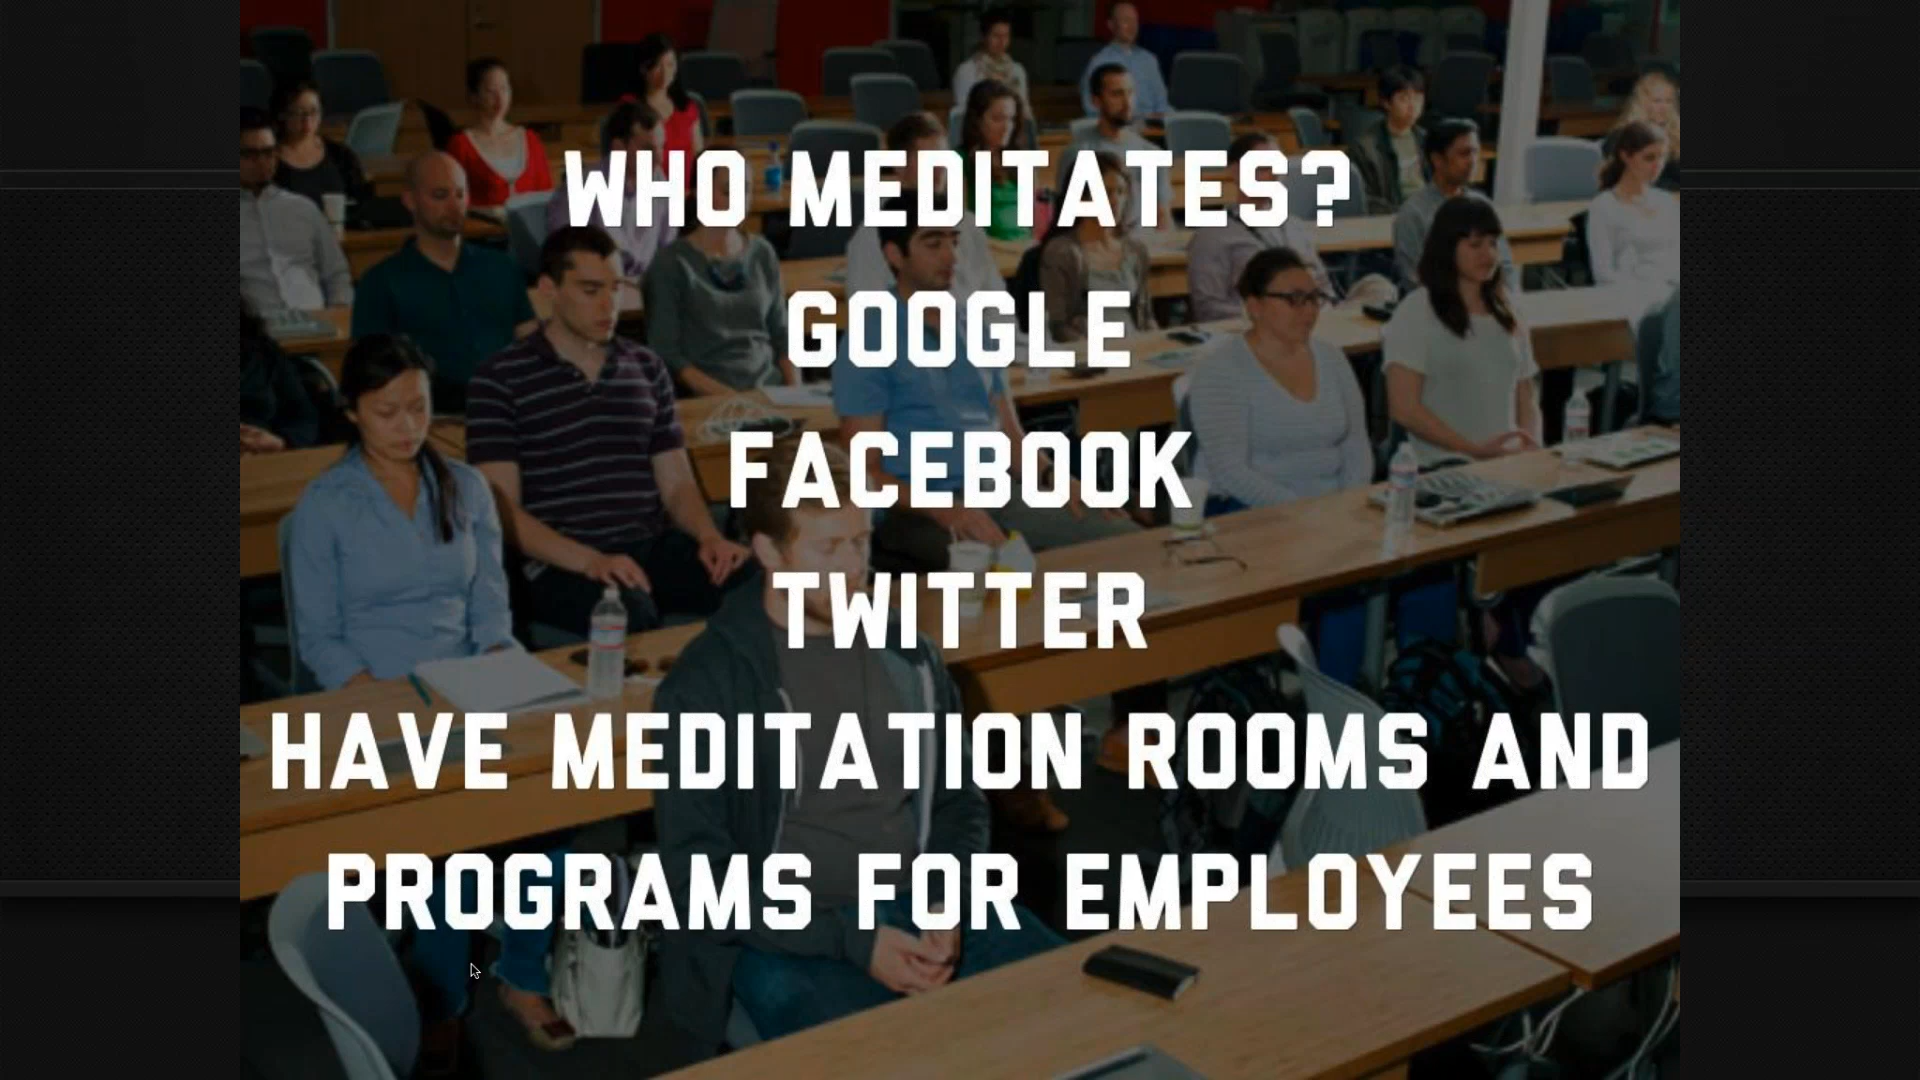 WHO MEDITATES?
GOOGLE
FACEBOOK
TWITTER
HAVE MEDITATION ROOMS AND
PROGRAMS FOR EMPLOYEES